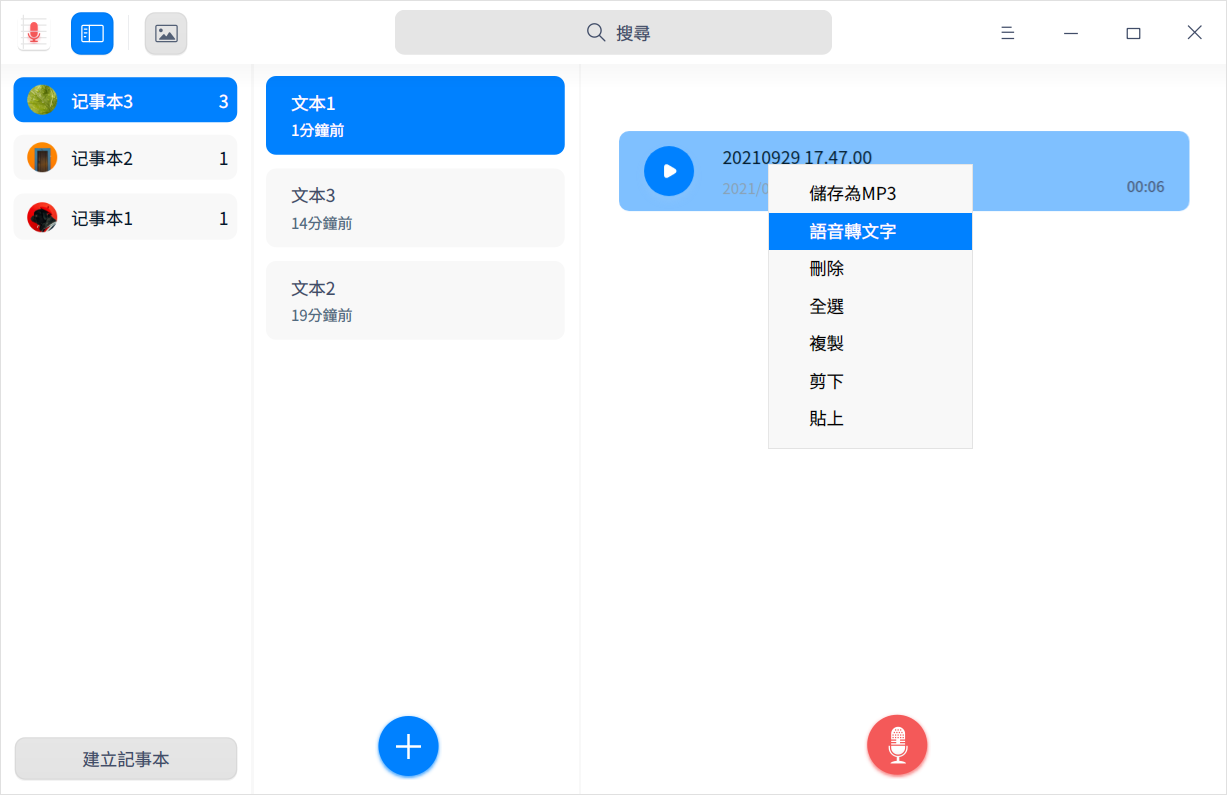 搜尋
记事本3 3
记事本2 1
记事本1 1
建立記事本
文本1
1分鐘前
文本3
14分鐘前
文本2
19分鐘前
20210929 17.47.00
2021/0
00:06
儲存為MP3
語音轉文字
刪除
全選
複製
剪下
貼上